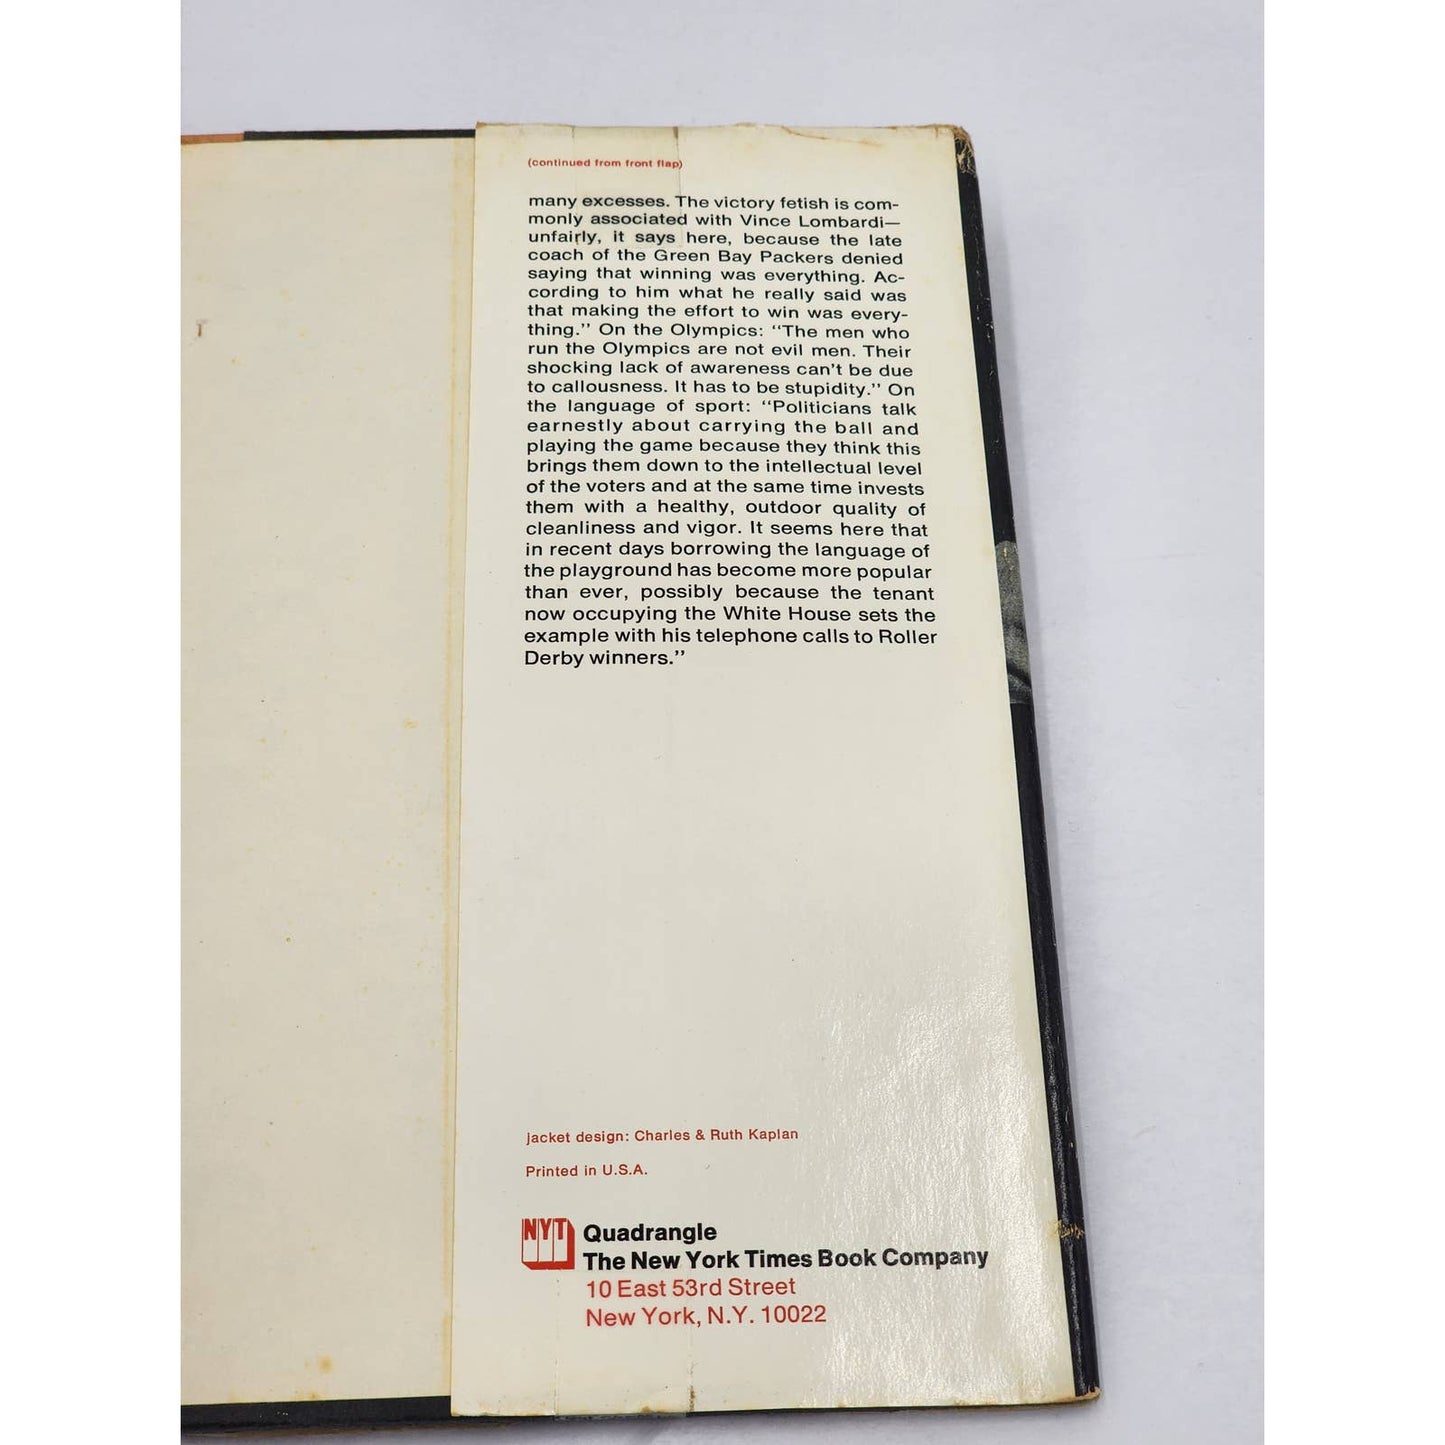 (continued from front flap)
many excesses. The victory fetish is com-
monly associated with Vince Lombardi—
unfairly, it says here, because the late
coach of the Green Bay Packers denied
saying that winning was everything. Ac-
cording to him what he really said was
that making the effort to win was every-
thing.” On the Olympics: “The men who
run the Olympics are not evil men. Their
shocking lack of awareness can’t be due
to callousness. It has to be stupidity.” On
the language of sport: “Politicians talk
earnestly about carrying the ball and
playing the game because they think this
brings them down to the intellectual level
of the voters and at the same time invests
them with a healthy, outdoor quality of
cleanliness and vigor. It seems here that
in recent days borrowing the language of
the playground has become more popular
than ever, possibly because the tenant
now occupying the White House sets the
example with his telephone calls to Roller
Derby winners.”
jacket design: Charles & Ruth Kaplan
Printed in U.S.A.
NYT
Quadrangle
The New York Times Book Company
10 East 53rd Street
New York, N.Y. 10022